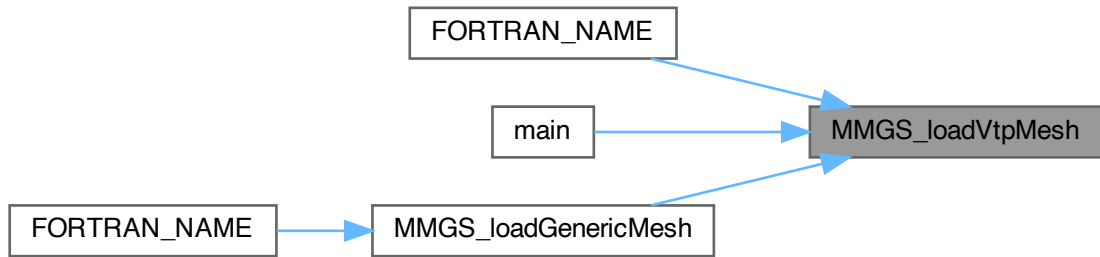 FORTRAN_NAME
main
MMGS_loadVtpMesh
FORTRAN_NAME
MMGS_loadGenericMesh